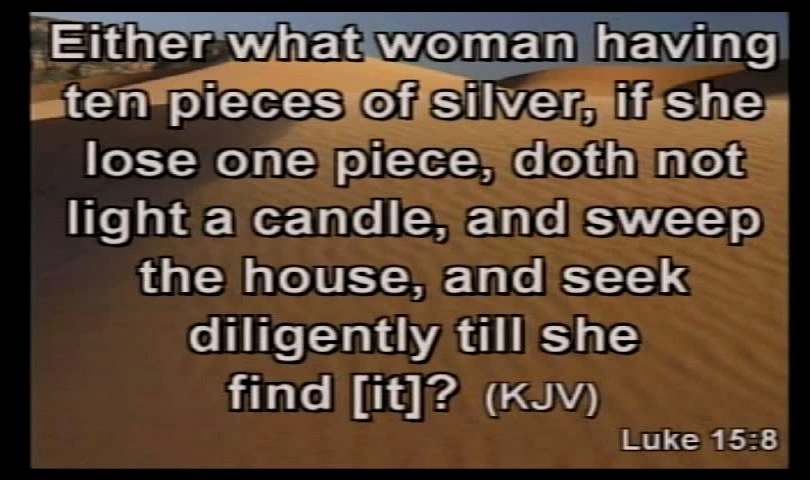 Either what woman having
ten pieces of silver, if she
lose one piece, doth not
light a candle, and sweep
the house, and seek
diligently till she
find [it]? (KJV)
Luke 15:8